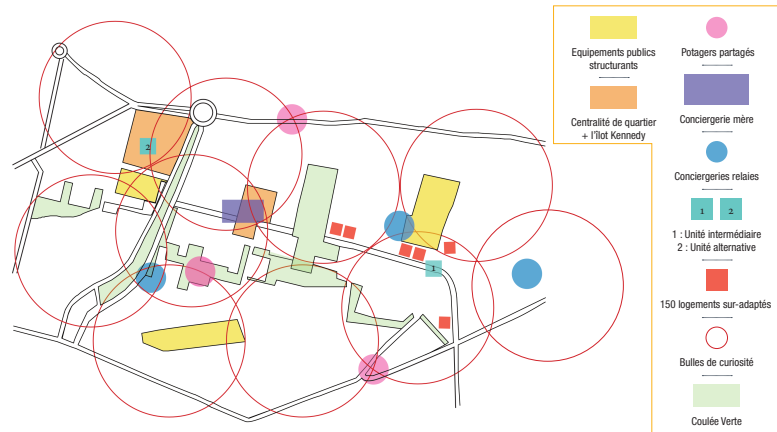 2
1
Equipements publics
structurants
Centralité de quartier
+ l'îlot Kennedy
Potagers partagés
Conciergerie mère
Conciergeries relaies
1 2
1 : Unité intermédiaire
2 : Unité alternative
150 logements sur-adaptés
Bulles de curiosité
Coulée Verte